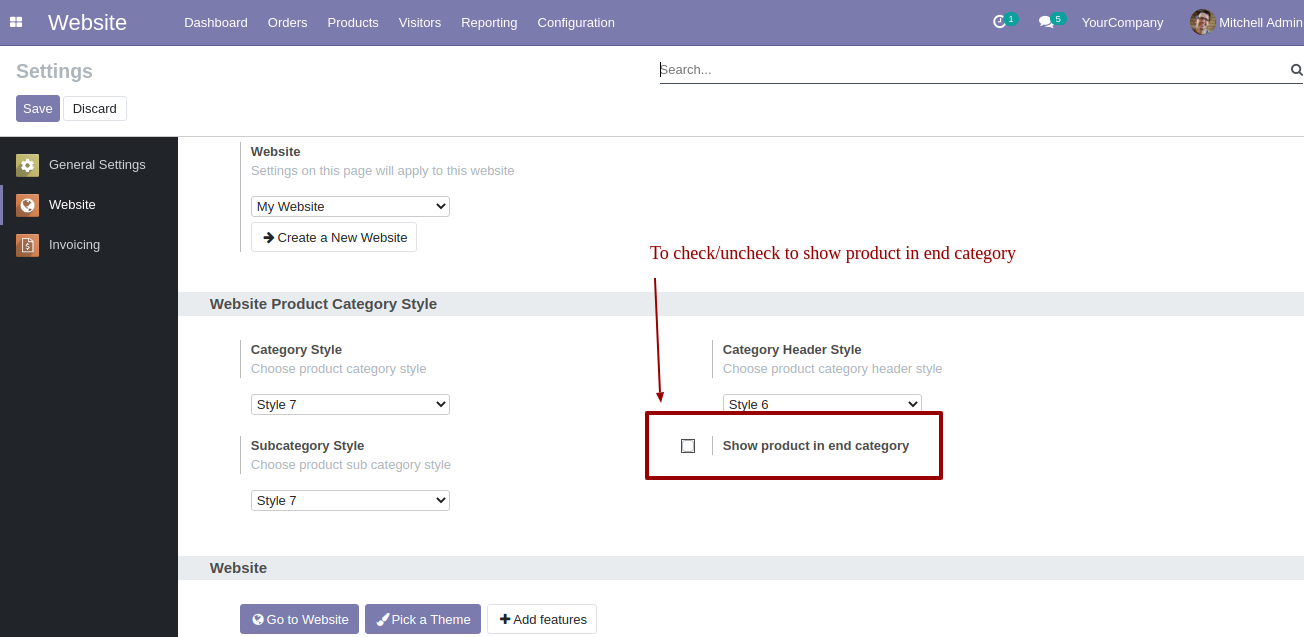 Website Dashboard Orders Products Visitors Reporting Configuration 1 5 YourCompany Mitchell Admin
Settings Search...
Save Discard
General Settings
Website
Invoicing
Website
Settings on this page will apply to this website
My Website
Create a New Website
To check/uncheck to show product in end category
Website Product Category Style
Category Style
Choose product category style
Style 7
Category Header Style
Choose product category header style
Style 6
Subcategory Style
Choose product sub category style
Style 7
Show product in end category
Website
Go to Website Pick a Theme Add features